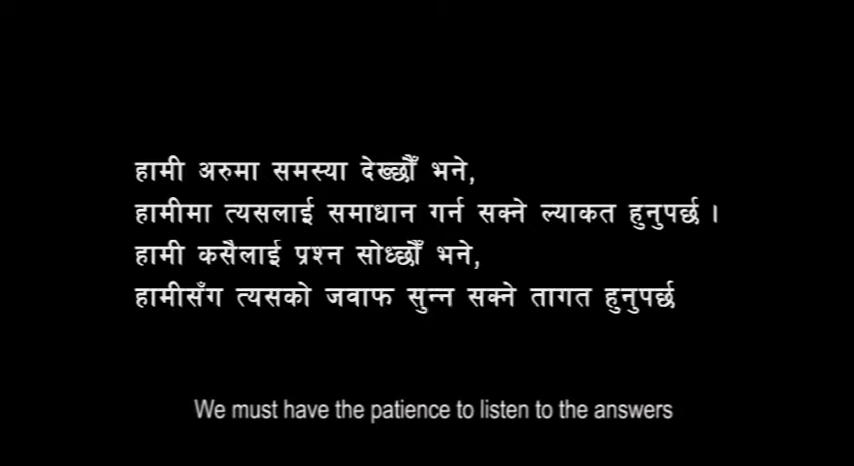 हामी अरुमा समस्या देख्छौँ भने,
हामीमा त्यसलाई समाधान गर्न सक्ने ल्याकत हुनुपर्छ ।
हामी कसैलाई प्रश्न सोध्छौँ भने,
हामीसँग त्यसको जवाफ सुन्न सक्ने तागत हुनुपर्छ
We must have the patience to listen to the answers